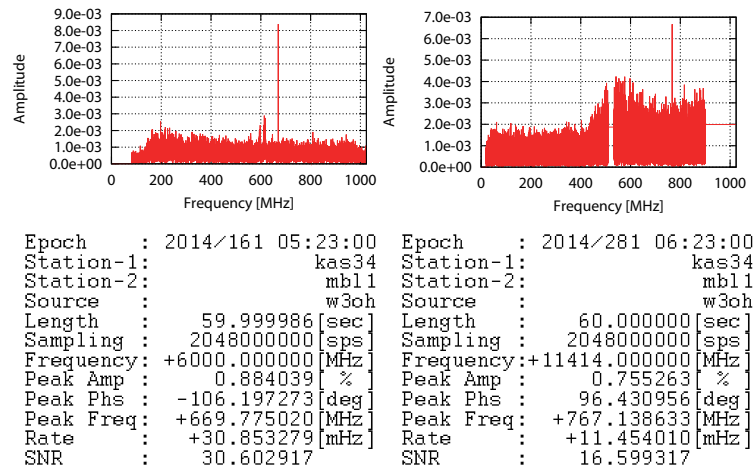 9.0e-03
8.0e-03
7.0e-03
6.0e-03
5.0e-03
4.0e-03
3.0e-03
2.0e-03
1.0e-03
0.0e+00
Amplitude
0 200 400 600 800 1000
Frequency [MHz]
7.0e-03
6.0e-03
5.0e-03
4.0e-03
3.0e-03
2.0e-03
1.0e-03
0.0e+00
Amplitude
0 200 400 600 800 1000
Frequency [MHz]
Epoch : 2014/161 05:23:00
Station-1: kas34
Station-2: mbl1
Source : w3oh
Length : 59.999986[sec]
Sampling : 2048000000[sps]
Frequency: +6000.000000[MHz]
Peak Amp : 0.884039[ % ]
Peak Phs : -106.197273[deg]
Peak Freq: +669.775020[MHz]
Rate : +30.853279[mHz]
SNR : 30.602917
Epoch : 2014/281 06:23:00
Station-1: kas34
Station-2: mbl1
Source : w3oh
Length : 60.000000[sec]
Sampling : 2048000000[sps]
Frequency:+11414.000000[MHz]
Peak Amp : 0.755263[ % ]
Peak Phs : 96.430956[deg]
Peak Freq: +767.138633[MHz]
Rate : +11.454010[mHz]
SNR : 16.599317